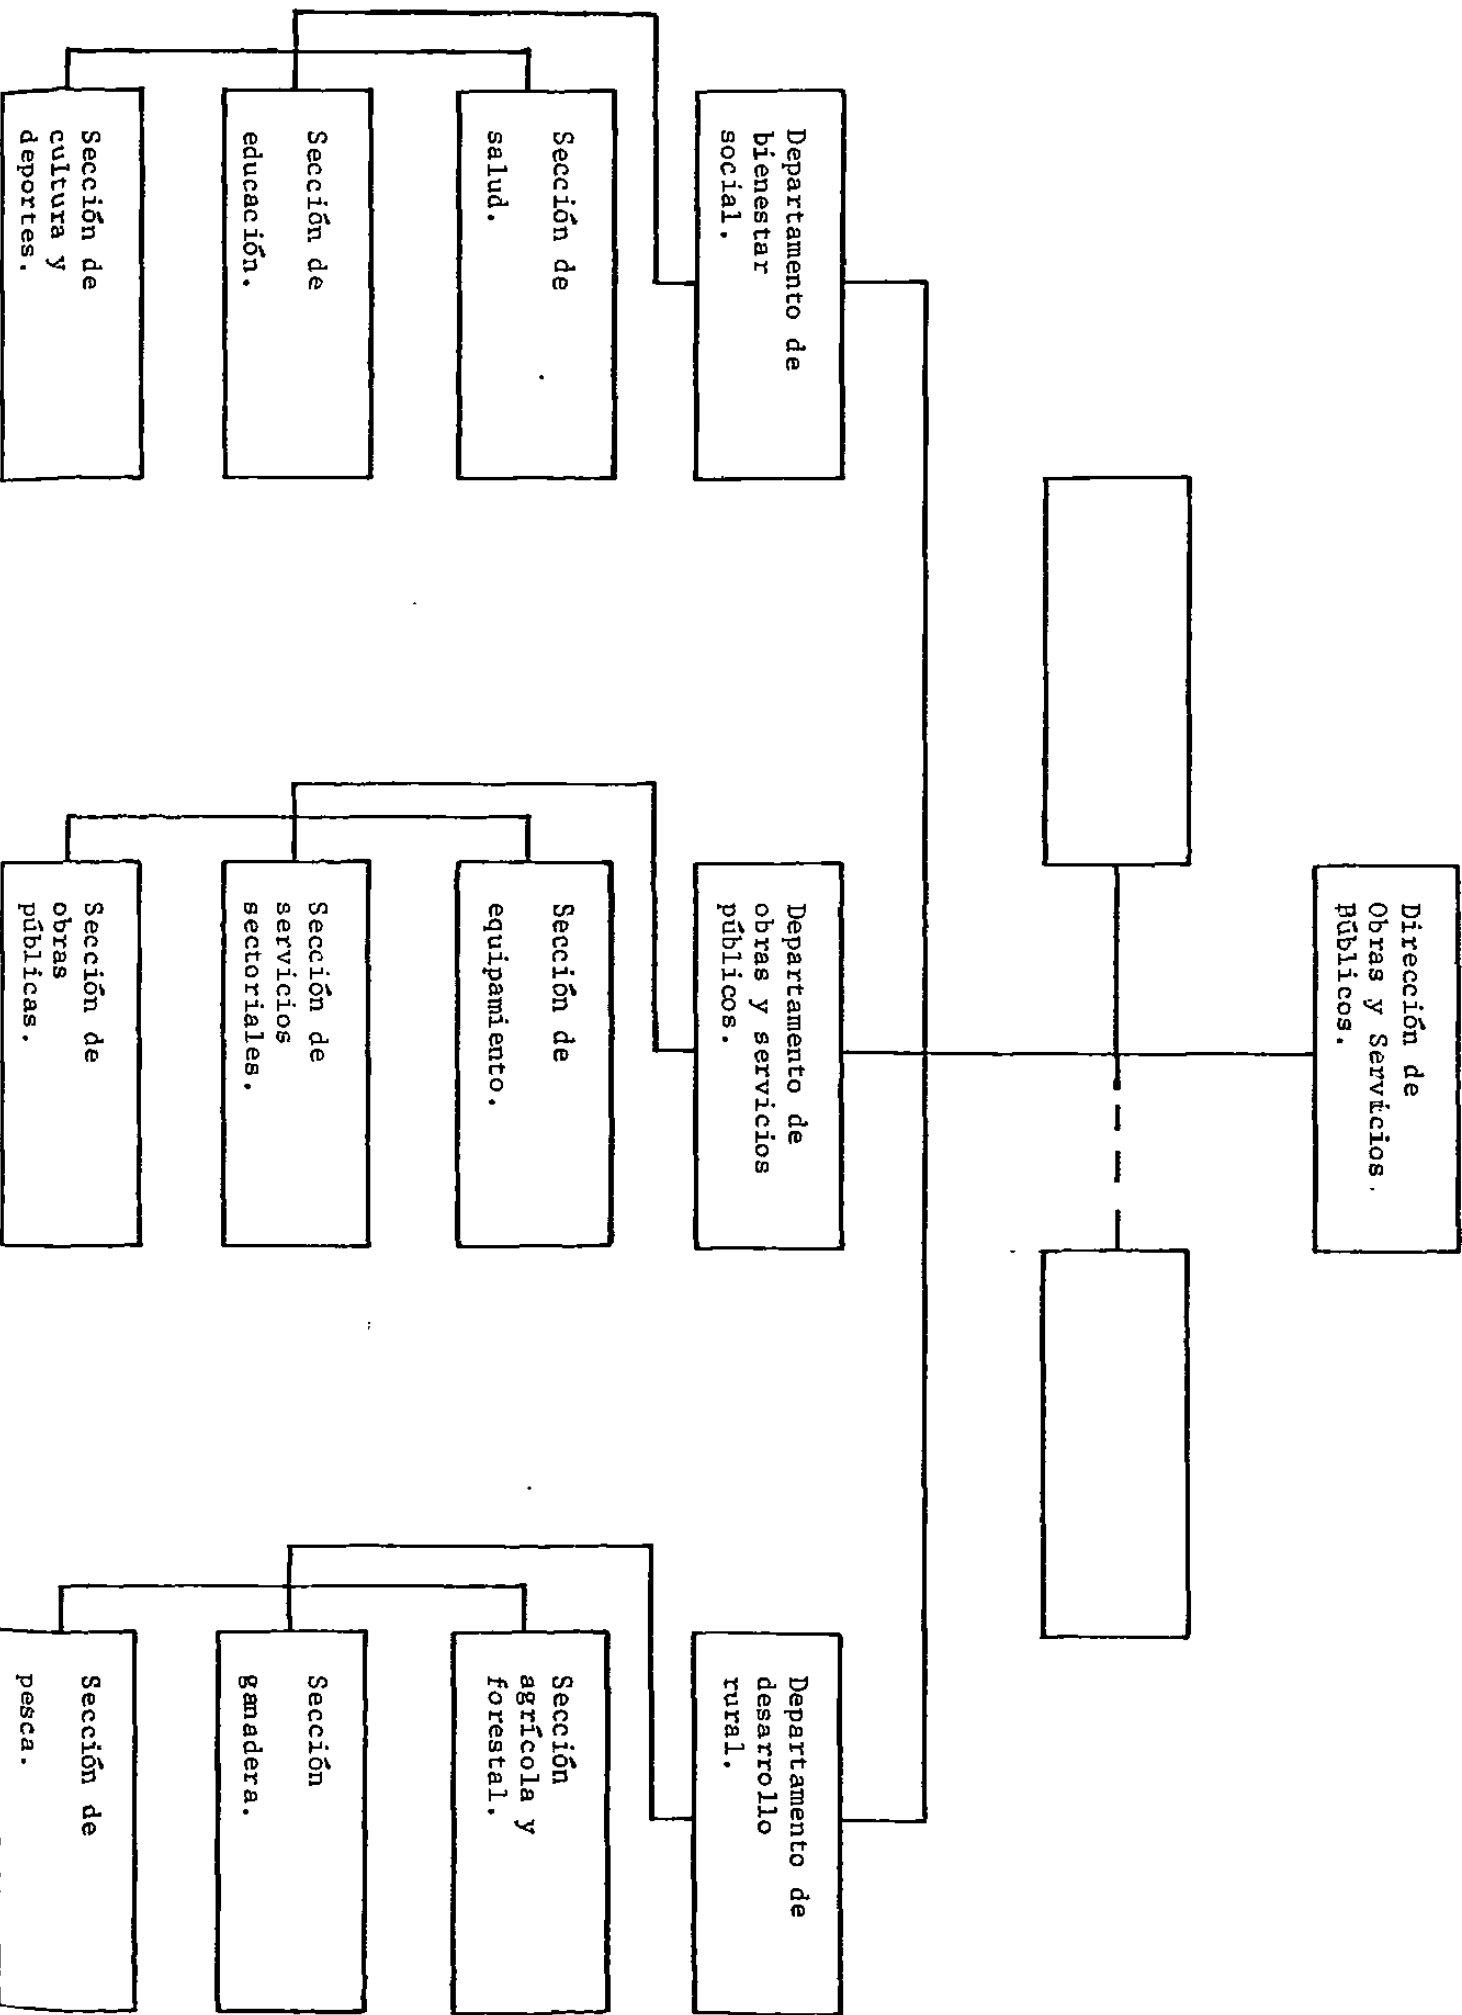 Dirección de
Obras y Servicios.
Públicos.
Departamento de
bienestar
social.
Sección de
salud.
Sección de
educación.
Sección de
cultura y
deportes.
Departamento de
obras y servicios
públicos.
Sección de
equipamiento.
Sección de
servicios
sectoriales.
Sección de
obras
públicas.
Departamento de
desarrollo
rural.
Sección
agrícola y
forestal.
Sección
ganadera.
Sección de
pesca.